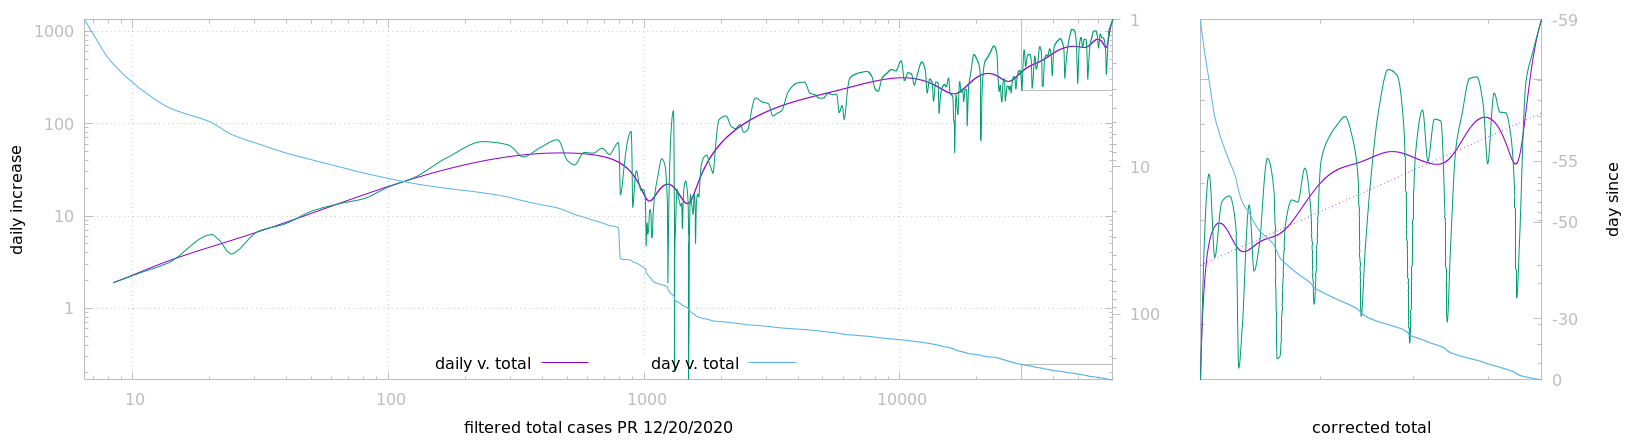 1000
100
10
1
daily increase
10
100
1000
10000
filtered total cases PR 12/20/2020
daily v. total
day v. total
1
10
100
-59
-55
-50
-30
0
day since
corrected total